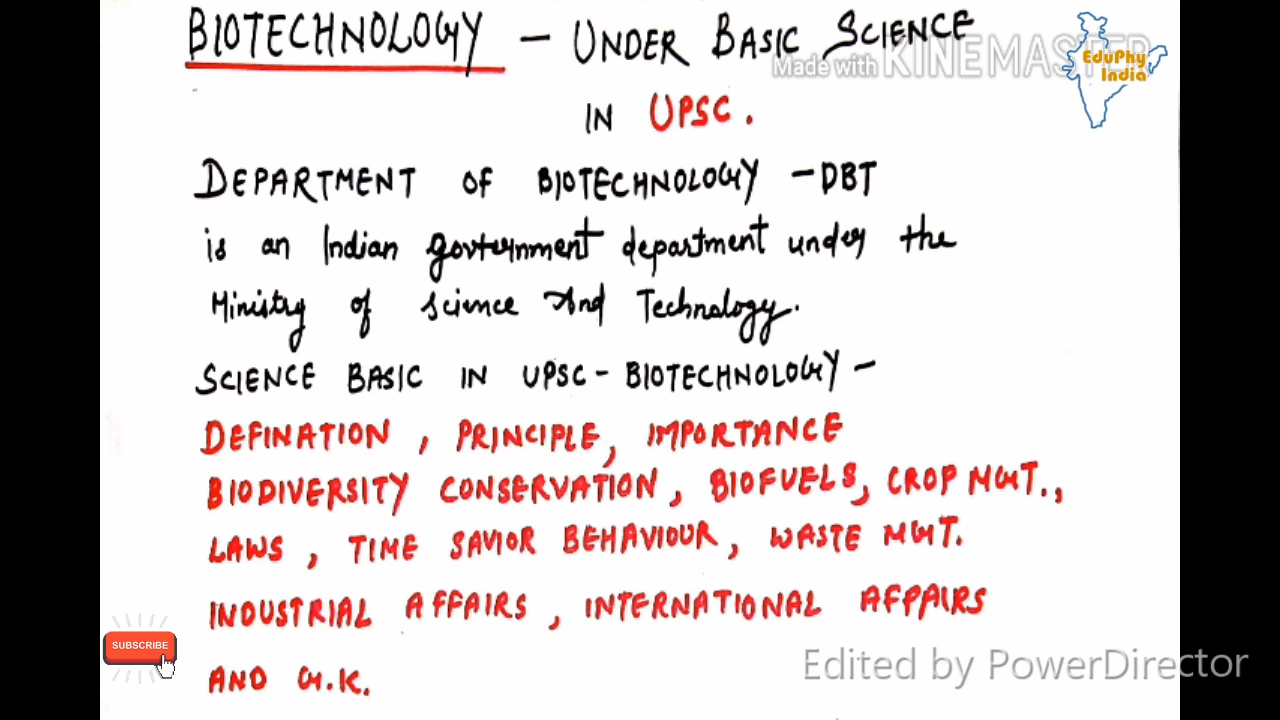 BIOTECHNOLOGY - UNDER BASIC SCIENCE
Made with KINEMASTER
EduPhy
India
IN UPSC.
DEPARTMENT OF BIOTECHNOLOGY - DBT
is an Indian government department under the
Ministry of science And Technology.
SCIENCE BASIC IN UPSC - BIOTECHNOLOGY -
DEFINATION , PRINCIPLE, IMPORTANCE
BIODIVERSITY CONSERVATION, BIOFUELS, CROP MGT.,
LAWS , TIME SAVIOR BEHAVIOUR, WASTE MGT.
INDUSTRIAL AFFAIRS , INTERNATIONAL AFFAIRS
SUBSCRIBE
Edited by PowerDirector
AND G.K.